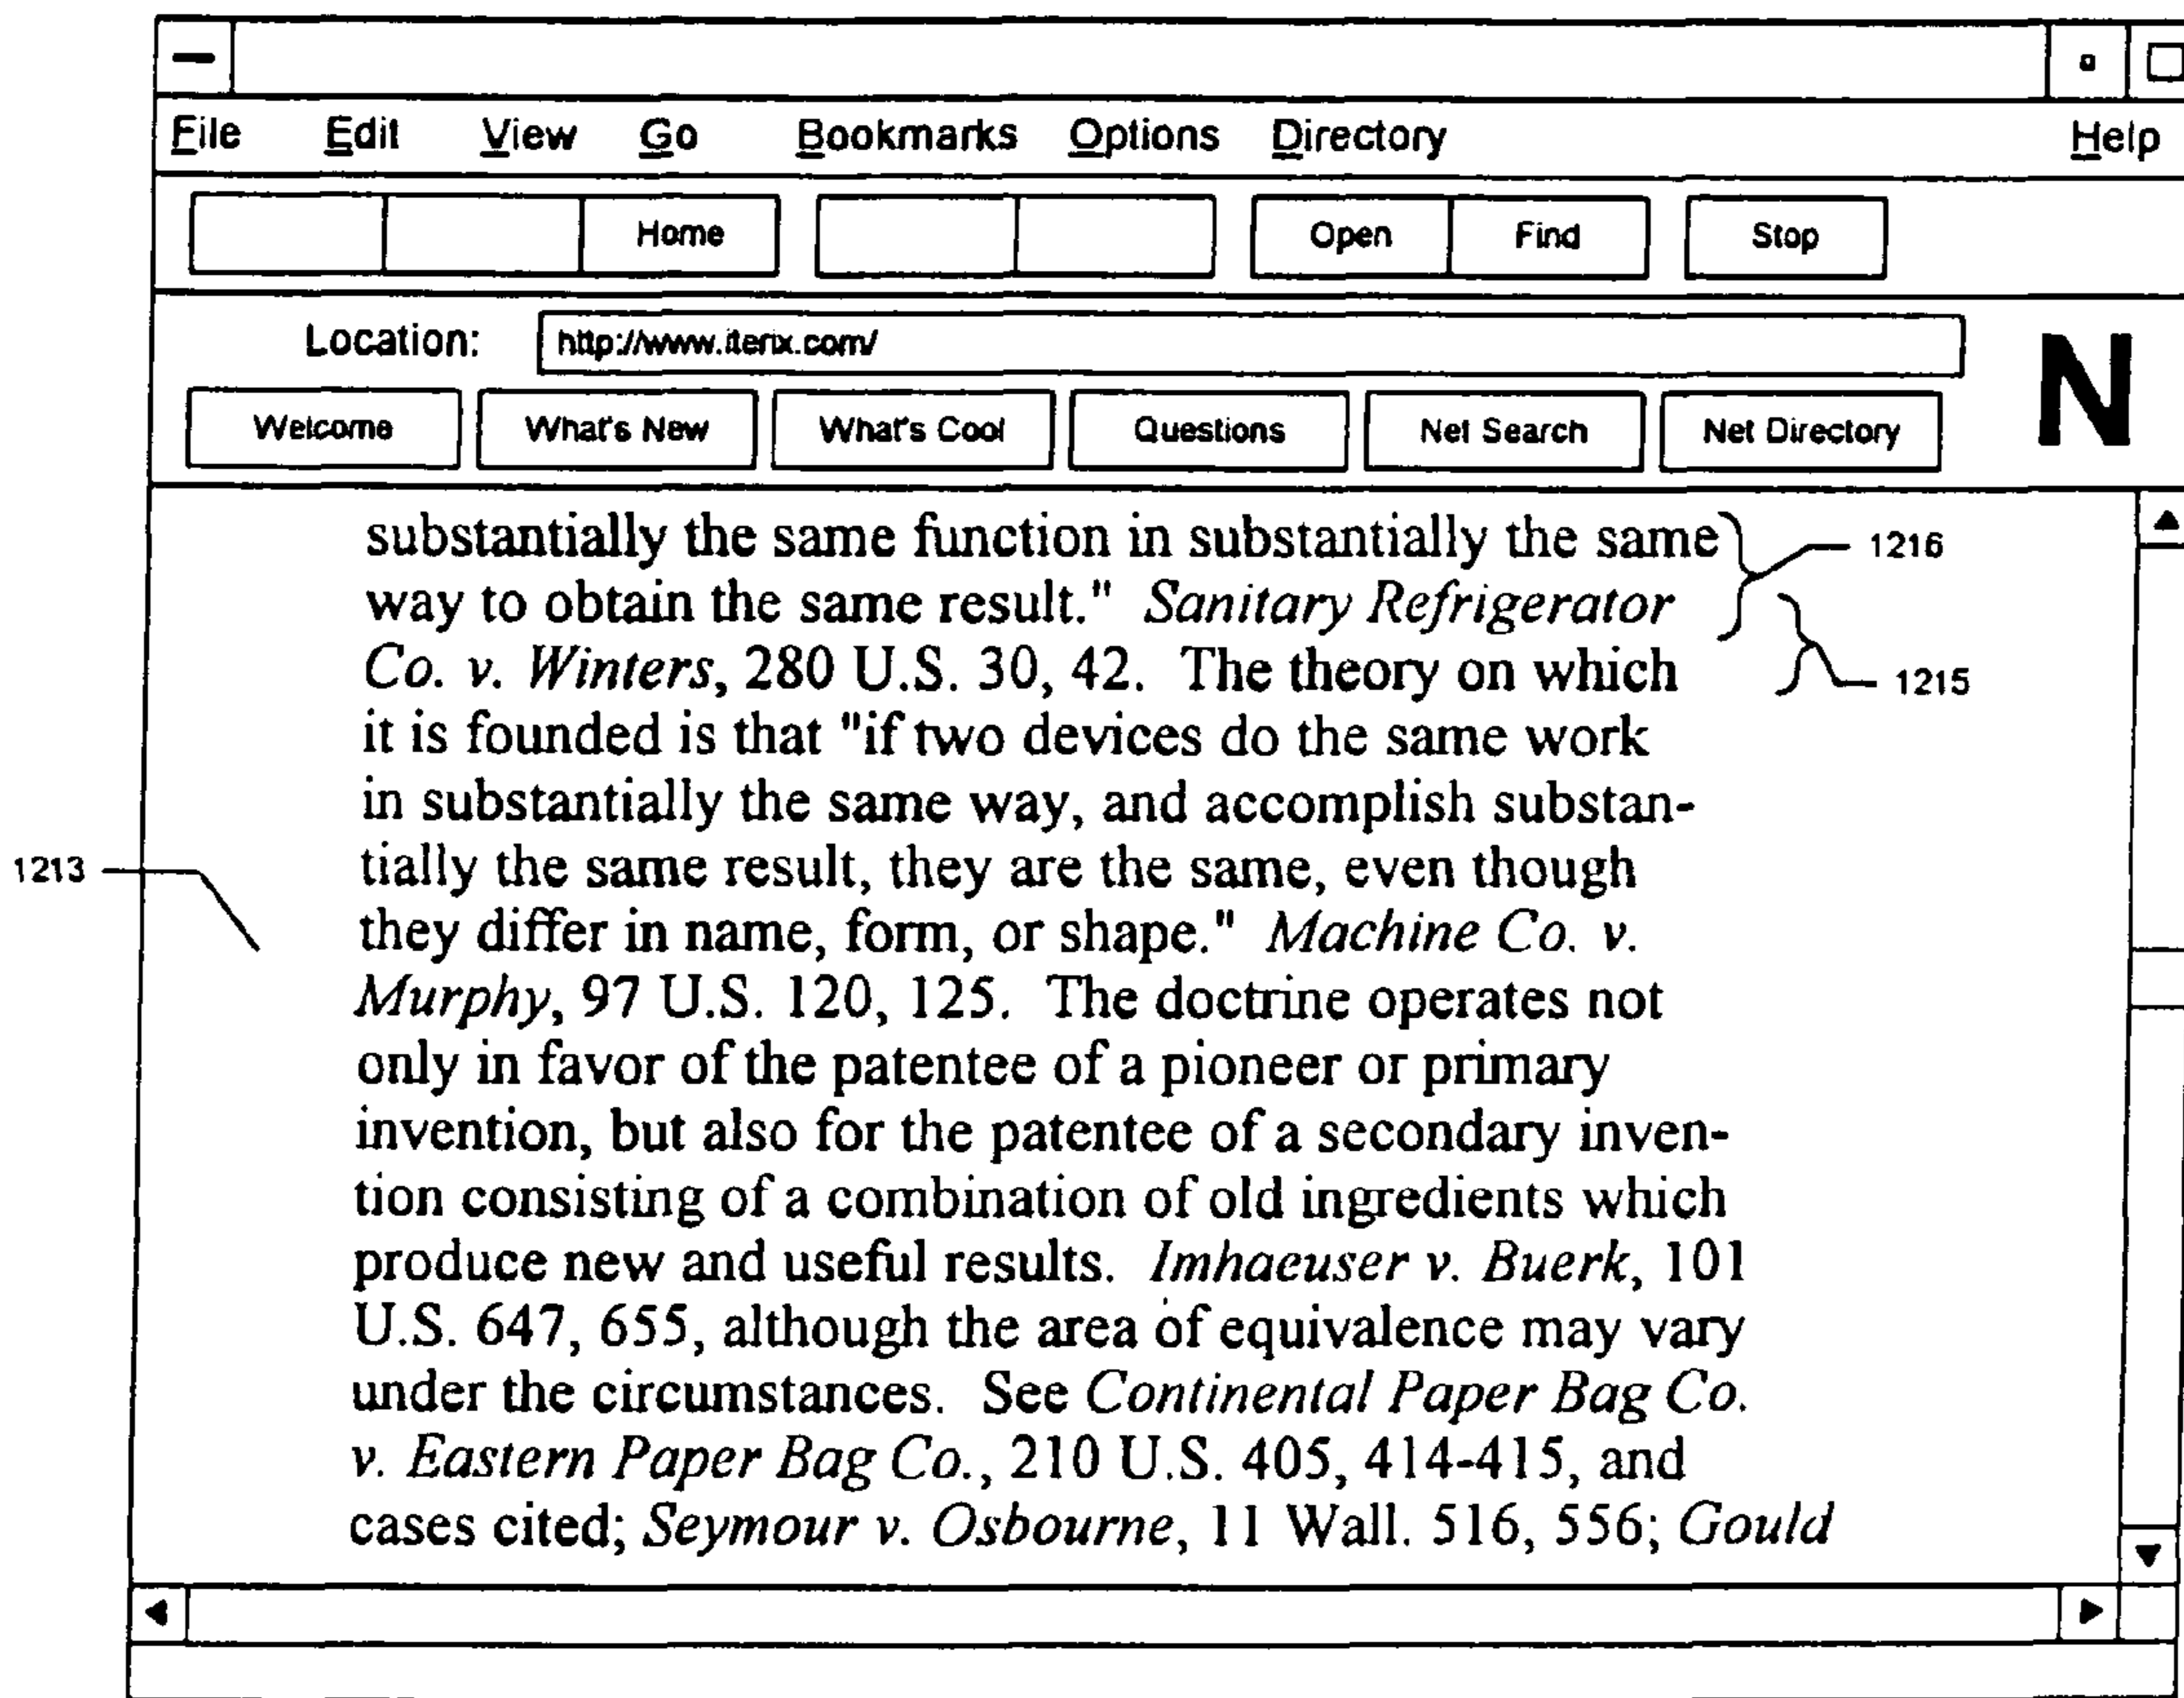 File Edit View Go Bookmarks Options Directory Help
Home Open Find Stop
Location: http://www.iterix.com/
N
Welcome What's New What's Cool Questions Net Search Net Directory
substantially the same function in substantially the same 1216
way to obtain the same result." Sanitary Refrigerator
Co. v. Winters, 280 U.S. 30, 42. The theory on which 1215
it is founded is that "if two devices do the same work
in substantially the same way, and accomplish substan-
1213 tially the same result, they are the same, even though
they differ in name, form, or shape." Machine Co. v.
Murphy, 97 U.S. 120, 125. The doctrine operates not
only in favor of the patentee of a pioneer or primary
invention, but also for the patentee of a secondary inven-
tion consisting of a combination of old ingredients which
produce new and useful results. Imhaeuser v. Buerk, 101
U.S. 647, 655, although the area of equivalence may vary
under the circumstances. See Continental Paper Bag Co.
v. Eastern Paper Bag Co., 210 U.S. 405, 414-415, and
cases cited; Seymour v. Osbourne, 11 Wall. 516, 556; Gould